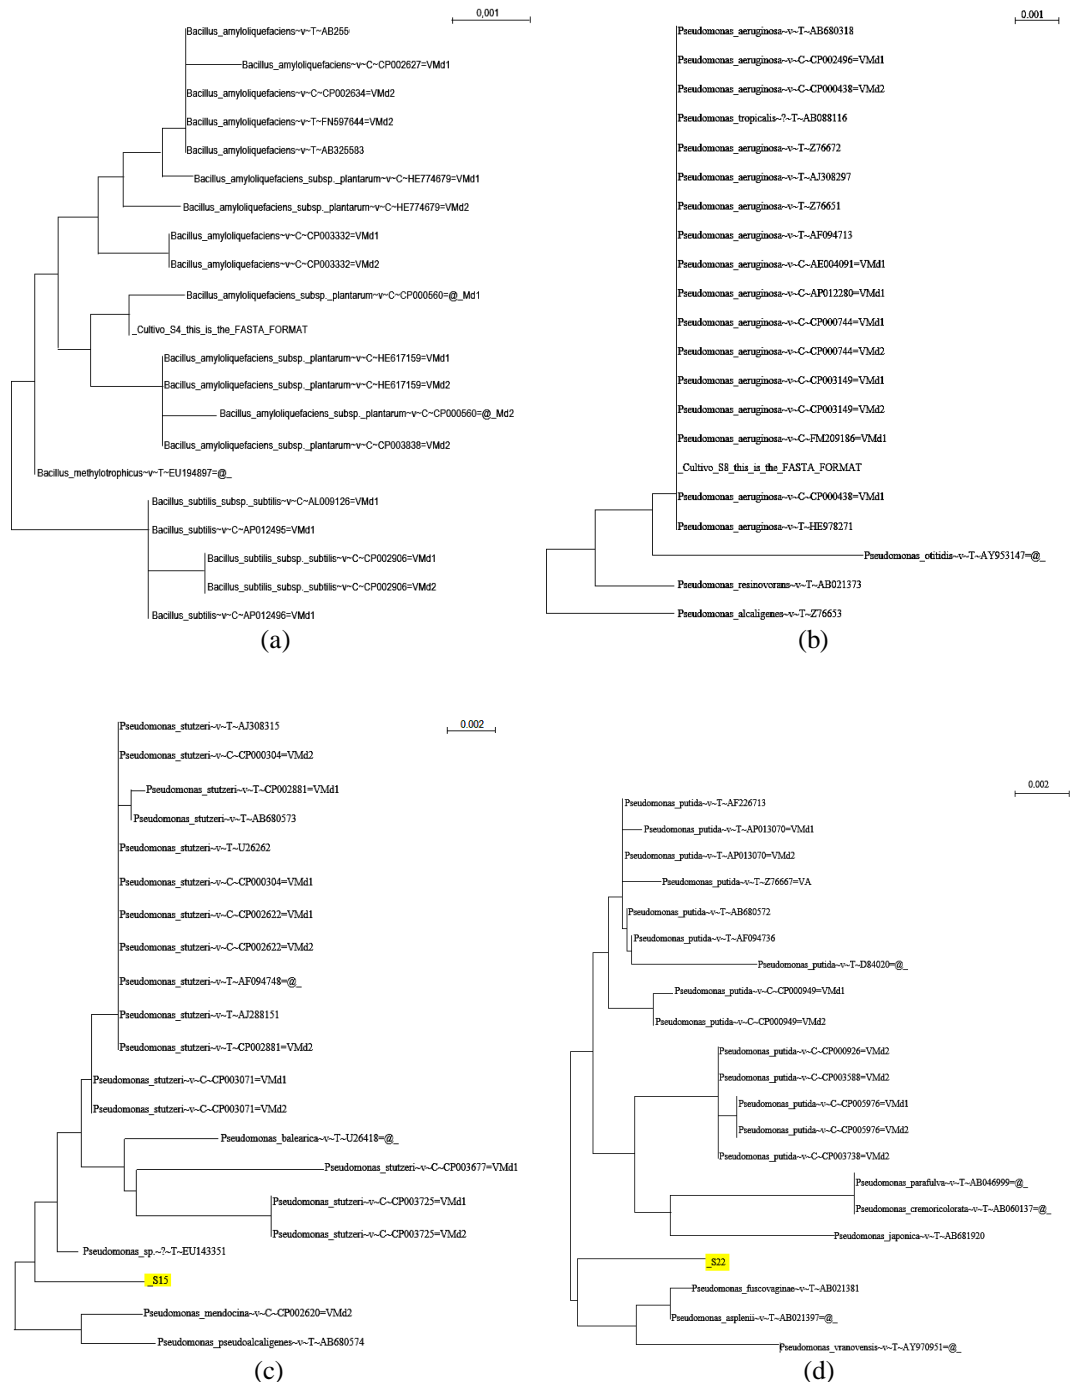 0,001
Bacillus_amyloliquefaciens~v~T~AB255
Bacillus_amyloliquefaciens~v~C~CP002627=VMd1
Bacillus_amyloliquefaciens~v~C~CP002634=VMd2
Bacillus_amyloliquefaciens~v~T~FN597644=VMd2
Bacillus_amyloliquefaciens~v~T~AB325583
Bacillus_amyloliquefaciens_subsp._plantarum~v~C~HE774679=VMd1
Bacillus_amyloliquefaciens_subsp._plantarum~v~C~HE774679=VMd2
Bacillus_amyloliquefaciens~v~C~CP003332=VMd1
Bacillus_amyloliquefaciens~v~C~CP003332=VMd2
Bacillus_amyloliquefaciens_subsp._plantarum~v~C~CP000560=@_Md1
_Cultivo_S4_this_is_the_FASTA_FORMAT
Bacillus_amyloliquefaciens_subsp._plantarum~v~C~HE617159=VMd1
Bacillus_amyloliquefaciens_subsp._plantarum~v~C~HE617159=VMd2
Bacillus_amyloliquefaciens_subsp._plantarum~v~C~CP000560=@_Md2
Bacillus_amyloliquefaciens_subsp._plantarum~v~C~CP003838=VMd2
Bacillus_methylotrophicus~v~T~EU194897=@_
Bacillus_subtilis_subsp._subtilis~v~C~AL009126=VMd1
Bacillus_subtilis~v~C~AP012495=VMd1
Bacillus_subtilis_subsp._subtilis~v~C~CP002906=VMd1
Bacillus_subtilis_subsp._subtilis~v~C~CP002906=VMd2
Bacillus_subtilis~v~C~AP012496=VMd1
(a)
0.001
Pseudomonas_aeruginosa~v~T~AB680318
Pseudomonas_aeruginosa~v~C~CP002496=VMd1
Pseudomonas_aeruginosa~v~C~CP000438=VMd2
Pseudomonas_tropicalis~?~T~AB088116
Pseudomonas_aeruginosa~v~T~Z76672
Pseudomonas_aeruginosa~v~T~AJ308297
Pseudomonas_aeruginosa~v~T~Z76651
Pseudomonas_aeruginosa~v~T~AF094713
Pseudomonas_aeruginosa~v~C~AE004091=VMd1
Pseudomonas_aeruginosa~v~C~AP012280=VMd1
Pseudomonas_aeruginosa~v~C~CP000744=VMd1
Pseudomonas_aeruginosa~v~C~CP000744=VMd2
Pseudomonas_aeruginosa~v~C~CP003149=VMd1
Pseudomonas_aeruginosa~v~C~CP003149=VMd2
Pseudomonas_aeruginosa~v~C~FM209186=VMd1
_Cultivo_S8_this_is_the_FASTA_FORMAT
Pseudomonas_aeruginosa~v~C~CP000438=VMd1
Pseudomonas_aeruginosa~v~T~HE978271
Pseudomonas_otitidis~v~T~AY953147=@_
Pseudomonas_resinovorans~v~T~AB021373
Pseudomonas_alcaligenes~v~T~Z76653
(b)
0.002
Pseudomonas_stutzeri~v~T~AJ308315
Pseudomonas_stutzeri~v~C~CP000304=VMd2
Pseudomonas_stutzeri~v~T~CP002881=VMd1
Pseudomonas_stutzeri~v~T~AB680573
Pseudomonas_stutzeri~v~T~U26262
Pseudomonas_stutzeri~v~C~CP000304=VMd1
Pseudomonas_stutzeri~v~C~CP002622=VMd1
Pseudomonas_stutzeri~v~C~CP002622=VMd2
Pseudomonas_stutzeri~v~T~AF094748=@_
Pseudomonas_stutzeri~v~T~AJ288151
Pseudomonas_stutzeri~v~T~CP002881=VMd2
Pseudomonas_stutzeri~v~C~CP003071=VMd1
Pseudomonas_stutzeri~v~C~CP003071=VMd2
Pseudomonas_balearica~v~T~U26418=@_
Pseudomonas_stutzeri~v~C~CP003677=VMd1
Pseudomonas_stutzeri~v~C~CP003725=VMd1
Pseudomonas_stutzeri~v~C~CP003725=VMd2
Pseudomonas_sp.~?~T~EU143351
_S15
Pseudomonas_mendocina~v~C~CP002620=VMd2
Pseudomonas_pseudoalcaligenes~v~T~AB680574
(c)
0.002
Pseudomonas_putida~v~T~AF226713
Pseudomonas_putida~v~T~AP013070=VMd1
Pseudomonas_putida~v~T~AP013070=VMd2
Pseudomonas_putida~v~T~Z76667=VA
Pseudomonas_putida~v~T~AB680572
Pseudomonas_putida~v~T~AF094736
Pseudomonas_putida~v~T~D84020=@_
Pseudomonas_putida~v~C~CP000949=VMd1
Pseudomonas_putida~v~C~CP000949=VMd2
Pseudomonas_putida~v~C~CP000926=VMd2
Pseudomonas_putida~v~C~CP003588=VMd2
Pseudomonas_putida~v~C~CP005976=VMd1
Pseudomonas_putida~v~C~CP005976=VMd2
Pseudomonas_putida~v~C~CP003738=VMd2
Pseudomonas_parafulva~v~T~AB046999=@_
Pseudomonas_cremoricolorata~v~T~AB060137=@_
Pseudomonas_japonica~v~T~AB681920
_S22
Pseudomonas_fuscovaginae~v~T~AB021381
Pseudomonas_asplenii~v~T~AB021397=@_
Pseudomonas_vranovensis~v~T~AY970951=@_
(d)